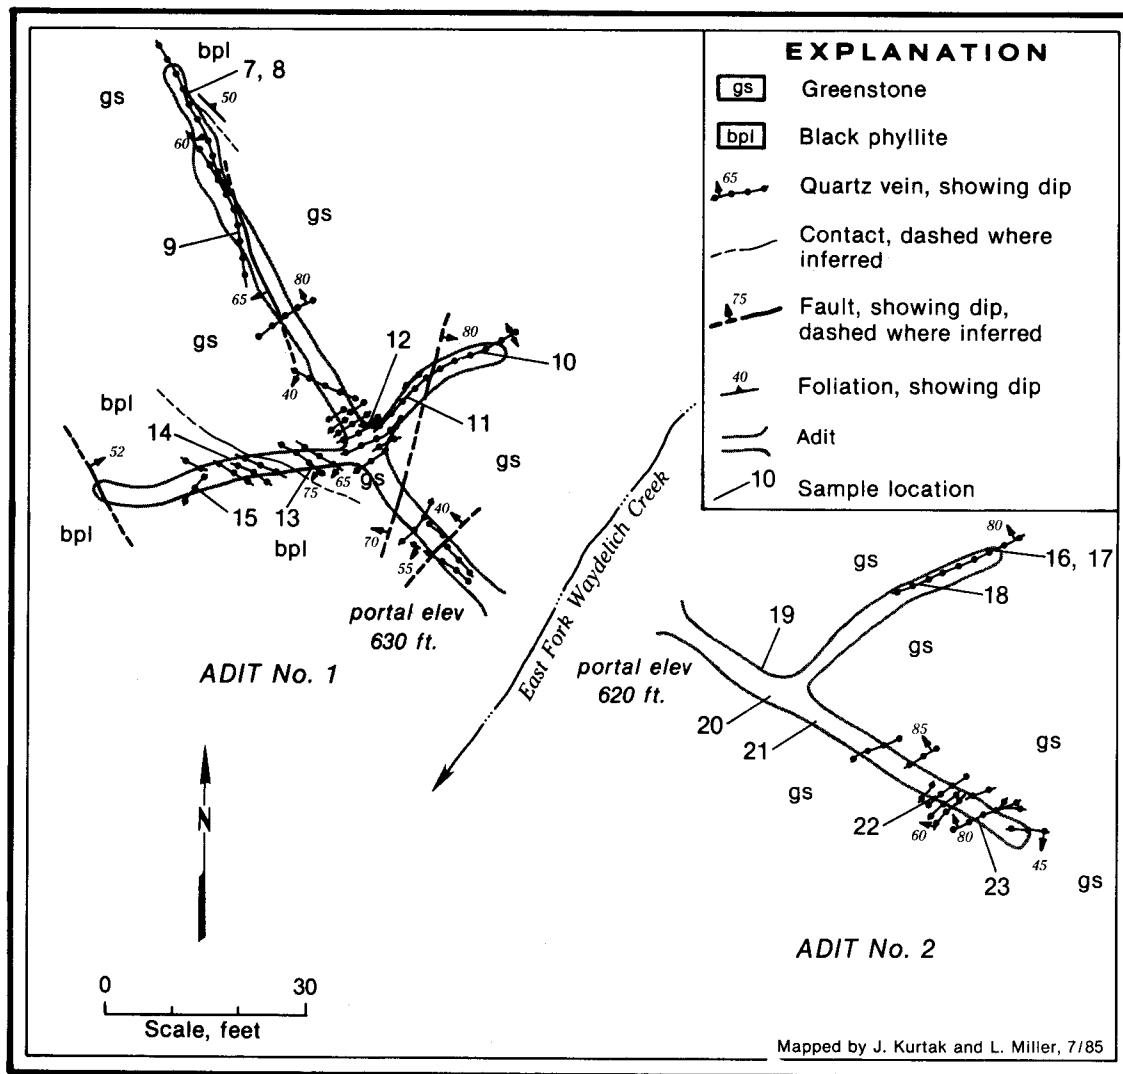 EXPLANATION
gs Greenstone
bpl Black phyllite
65 Quartz vein, showing dip
Contact, dashed where
inferred
75 Fault, showing dip,
dashed where inferred
40 Foliation, showing dip
Adit
10 Sample location
bpl
7, 8
gs
50
60
gs
9
80
65
gs
12
80
10
40
bpl
11
14
52
gs
65
gs
75
13
15
bpl
bpl
40
70
55
portal elev
630 ft.
ADIT No. 1
East Fork Waydelich Creek
80
gs
16, 17
18
19
gs
portal elev
620 ft.
20
21
85
gs
gs
22
60
80
45
23
gs
ADIT No. 2
N
0 30
Scale, feet
Mapped by J. Kurtak and L. Miller, 7/85